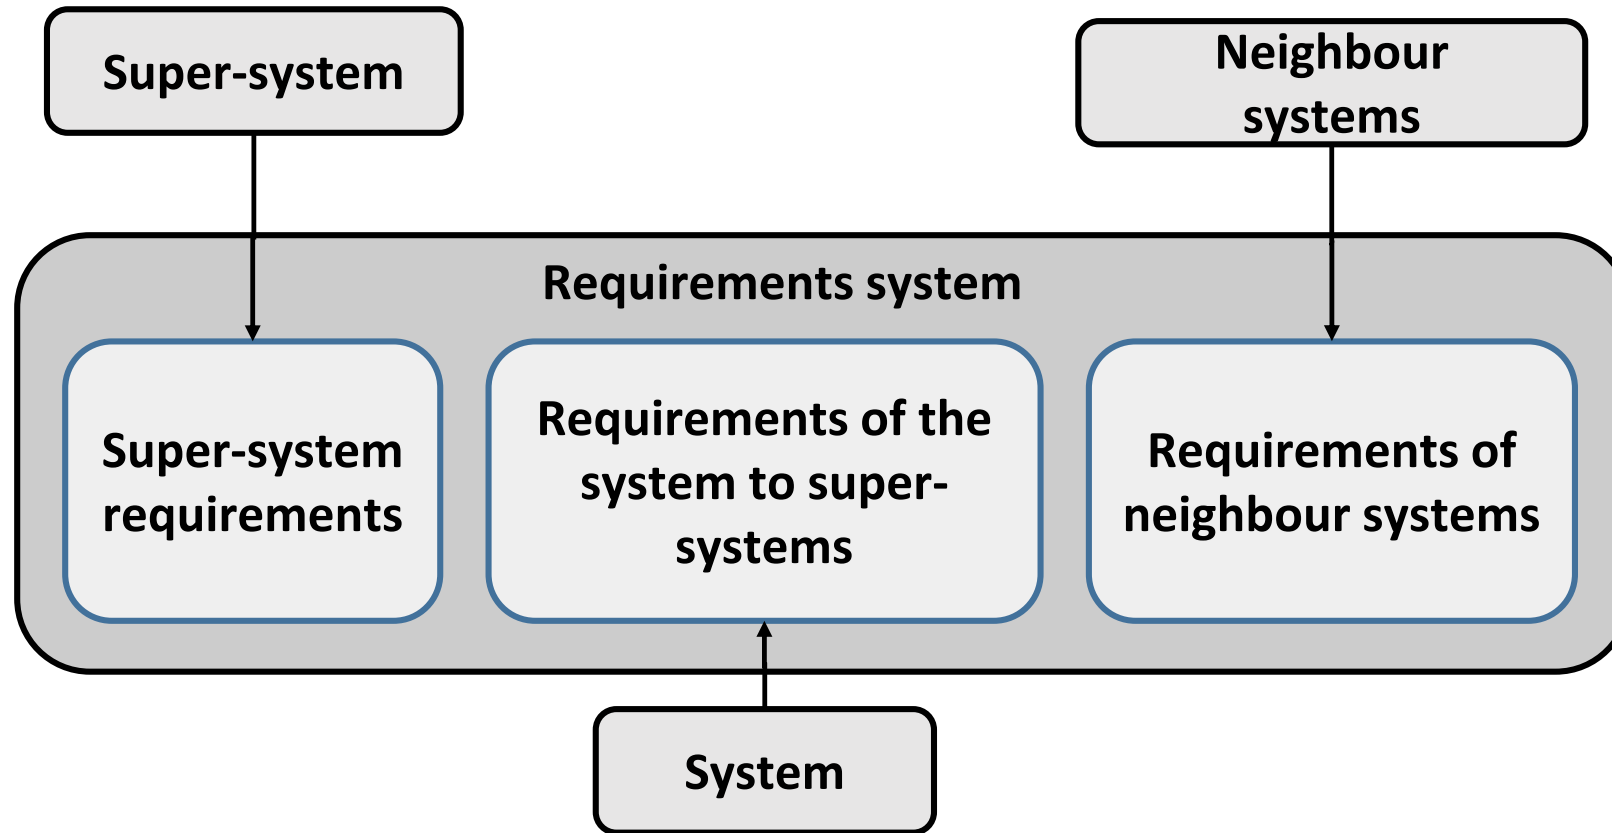 Super-system
Neighbour
systems
Requirements system
Super-system
requirements
Requirements of the
system to super-
systems
Requirements of
neighbour systems
System